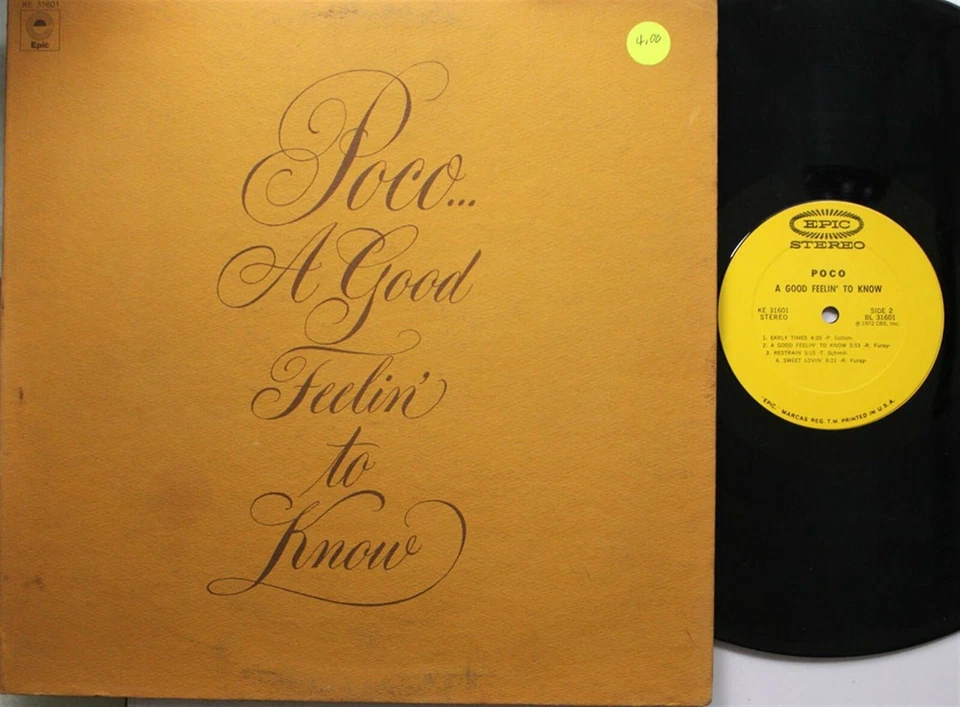 KE 31601
Epic
4.00
Poco...
A Good
Feelin'
to
Know
EPIC
STEREO
POCO
A GOOD FEELIN' TO KNOW
KE 31601
STEREO
SIDE 2
BL 31601
℗ 1972 CBS, Inc.
1. EARLY TIMES 4:20 -P. Cotton-
2. A GOOD FEELIN' TO KNOW 3:53 -R. Furay-
3. RESTRAIN 5:15 -T. Schmit-
4. SWEET LOVIN' 6:21 -R. Furay-
"EPIC" MARCAS REG. T.M. PRINTED IN U.S.A.